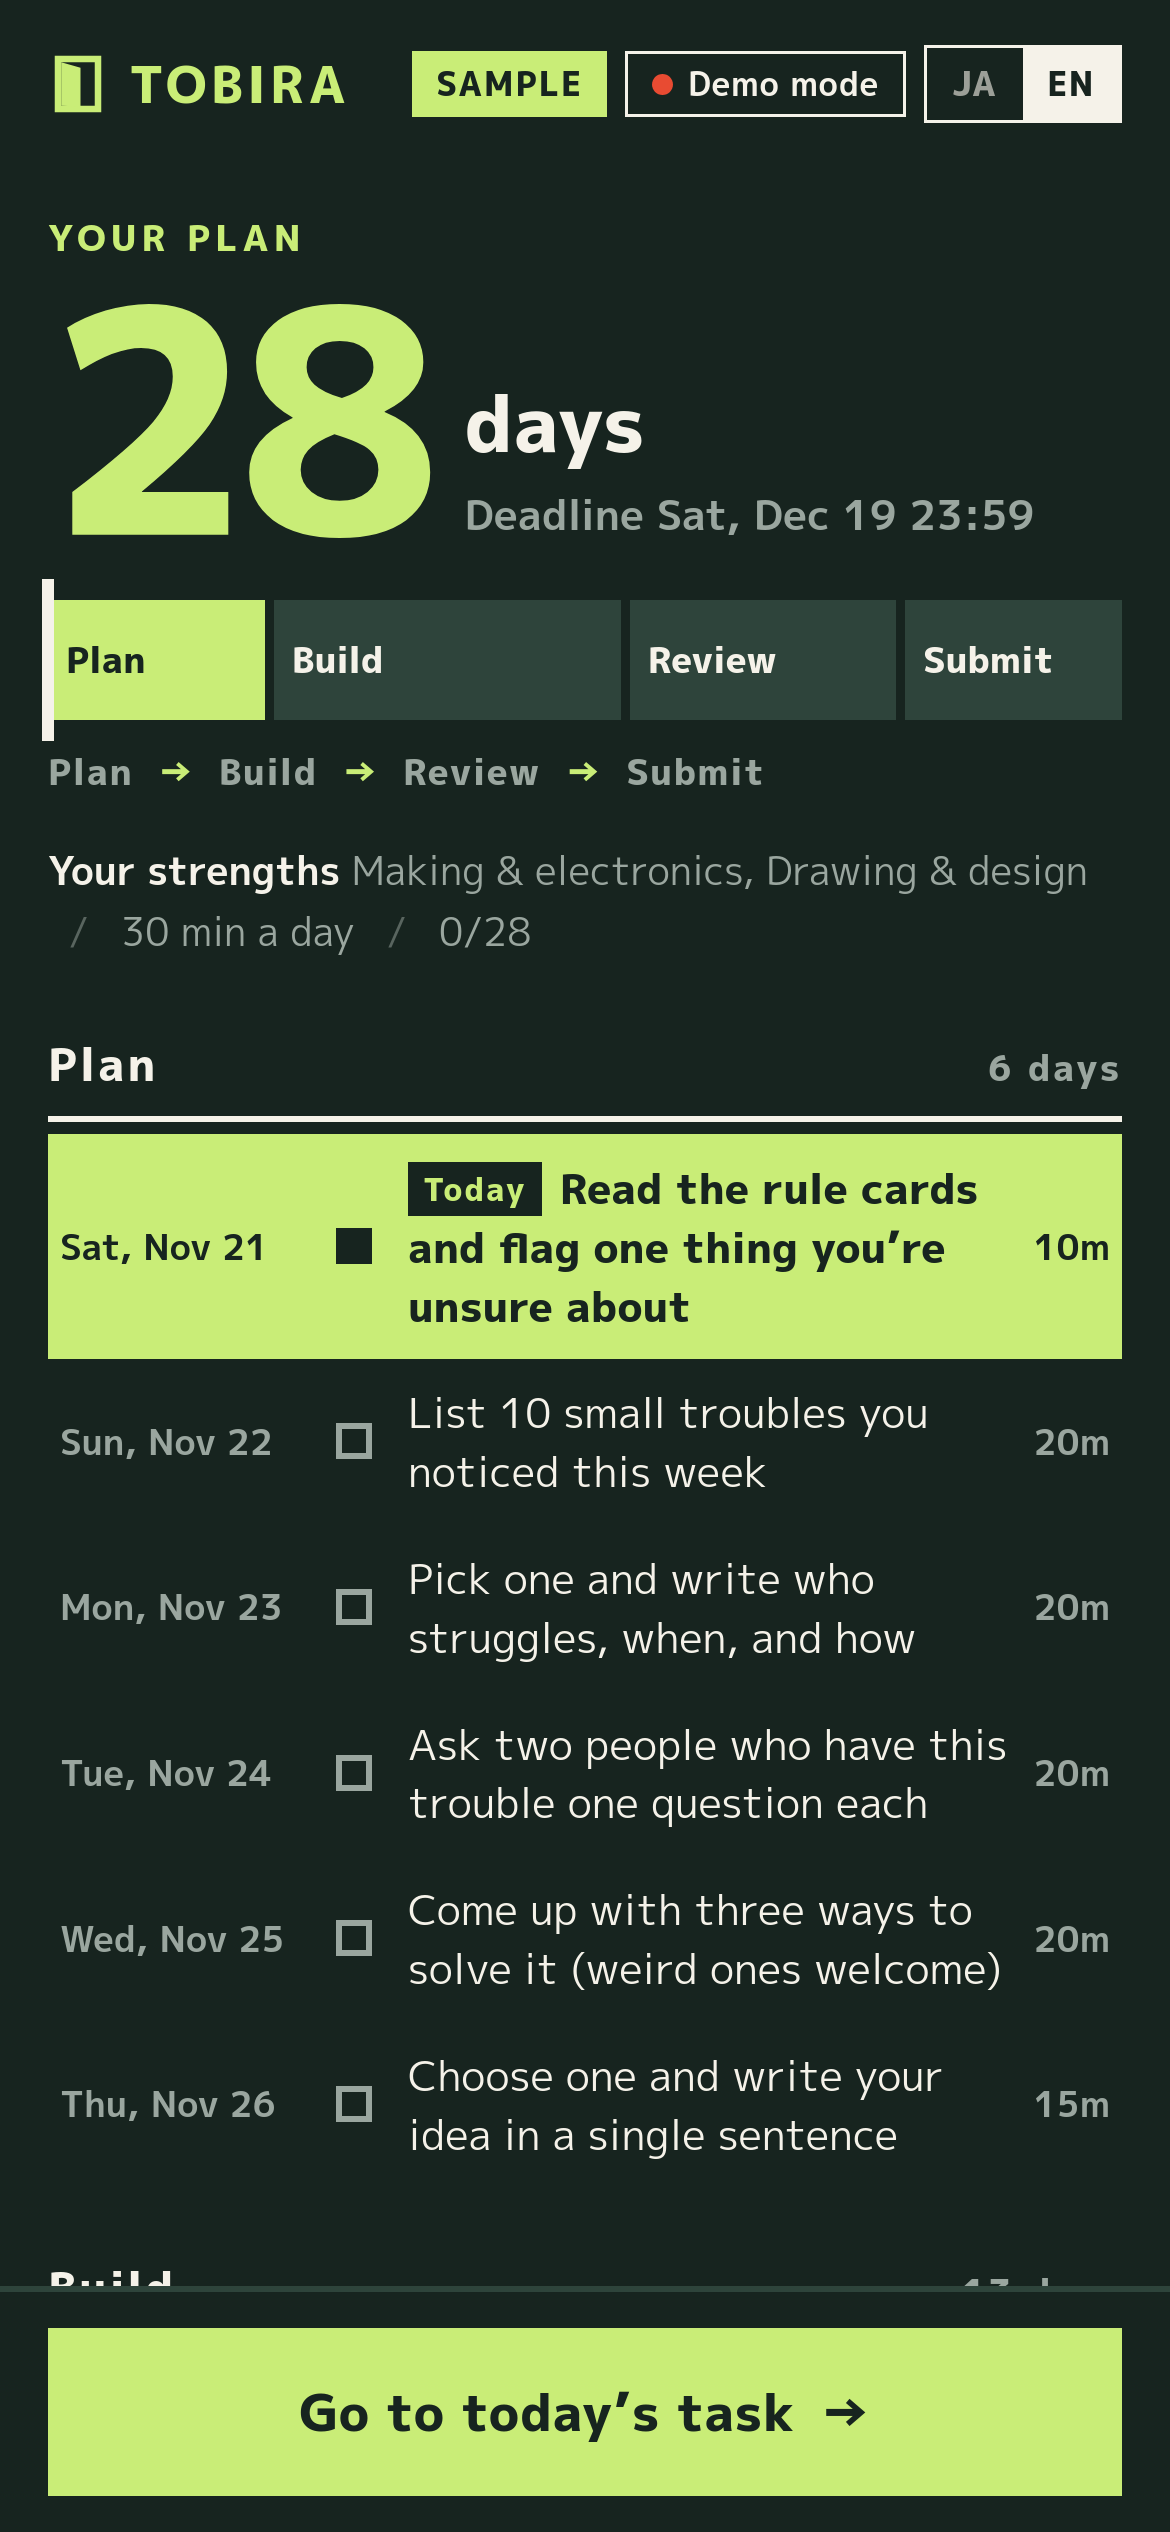 TOBIRA SAMPLE Demo mode JA EN
YOUR PLAN
28 days
Deadline Sat, Dec 19 23:59
Plan Build Review Submit
Plan → Build → Review → Submit
Your strengths Making & electronics, Drawing & design
/ 30 min a day / 0/28
Plan 6 days
Today Read the rule cards
Sat, Nov 21 and flag one thing you’re 10m
unsure about
List 10 small troubles you
Sun, Nov 22 20m
noticed this week
Pick one and write who
Mon, Nov 23 20m
struggles, when, and how
Ask two people who have this
Tue, Nov 24 20m
trouble one question each
Come up with three ways to
Wed, Nov 25 20m
solve it (weird ones welcome)
Choose one and write your
Thu, Nov 26 15m
idea in a single sentence
Build
Go to today’s task →